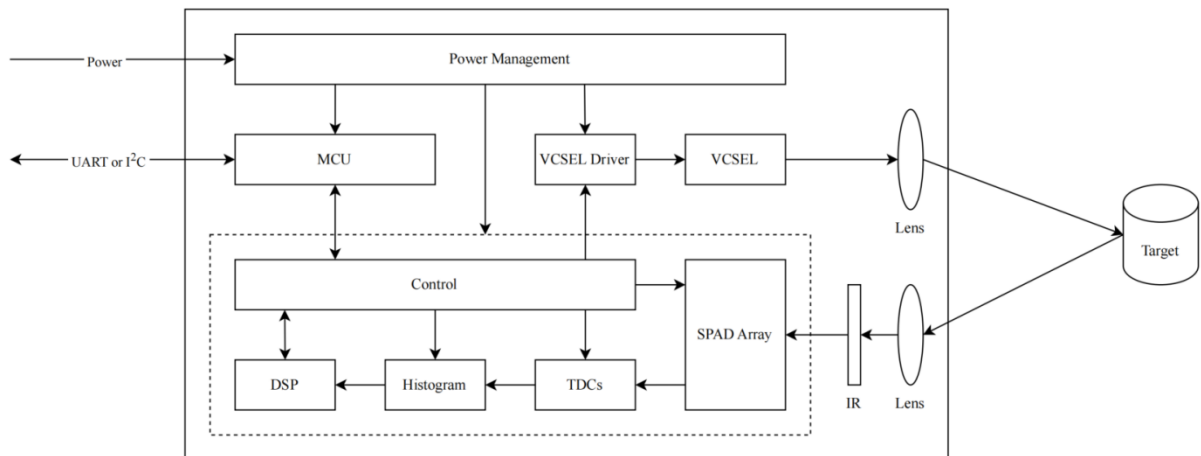 Power
Power Management
UART or I²C
MCU
VCSEL Driver
VCSEL
Lens
Target
Control
SPAD Array
DSP
Histogram
TDCs
IR
Lens